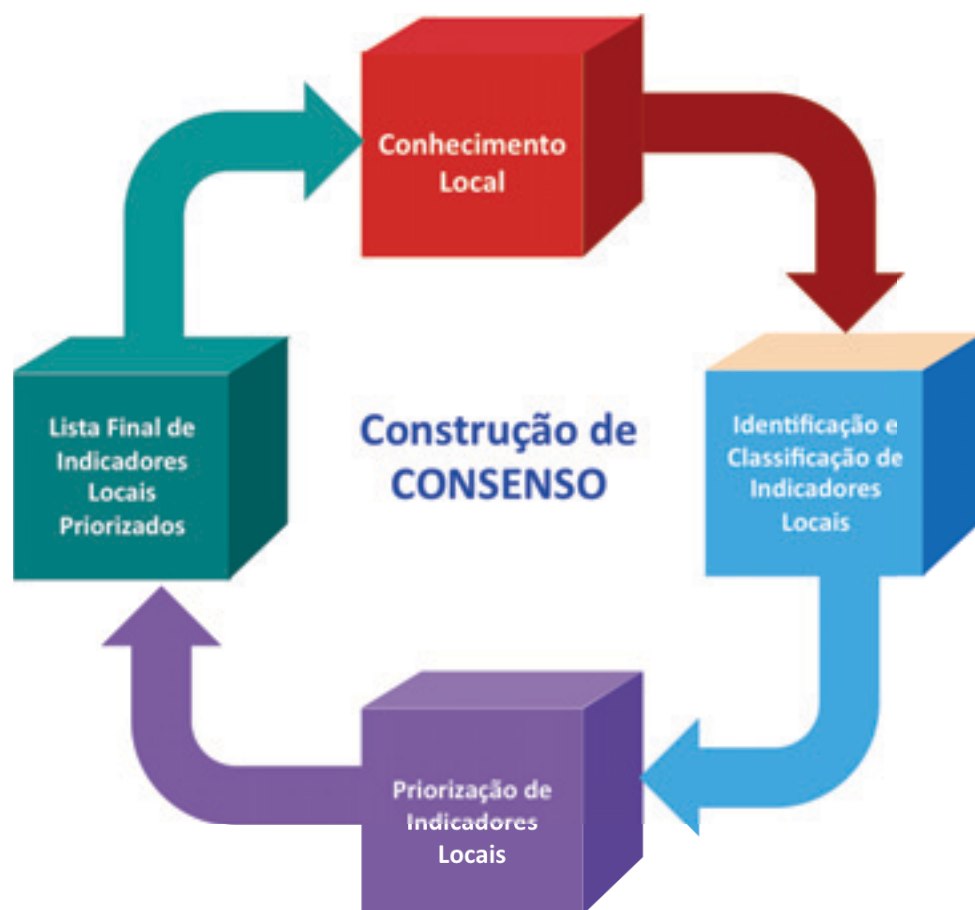 Conhecimento
Local
Identificação e
Classificação de
Indicadores
Locais
Construção de
CONSENSO
Lista Final de
Indicadores
Locais
Priorizados
Priorização de
Indicadores
Locais